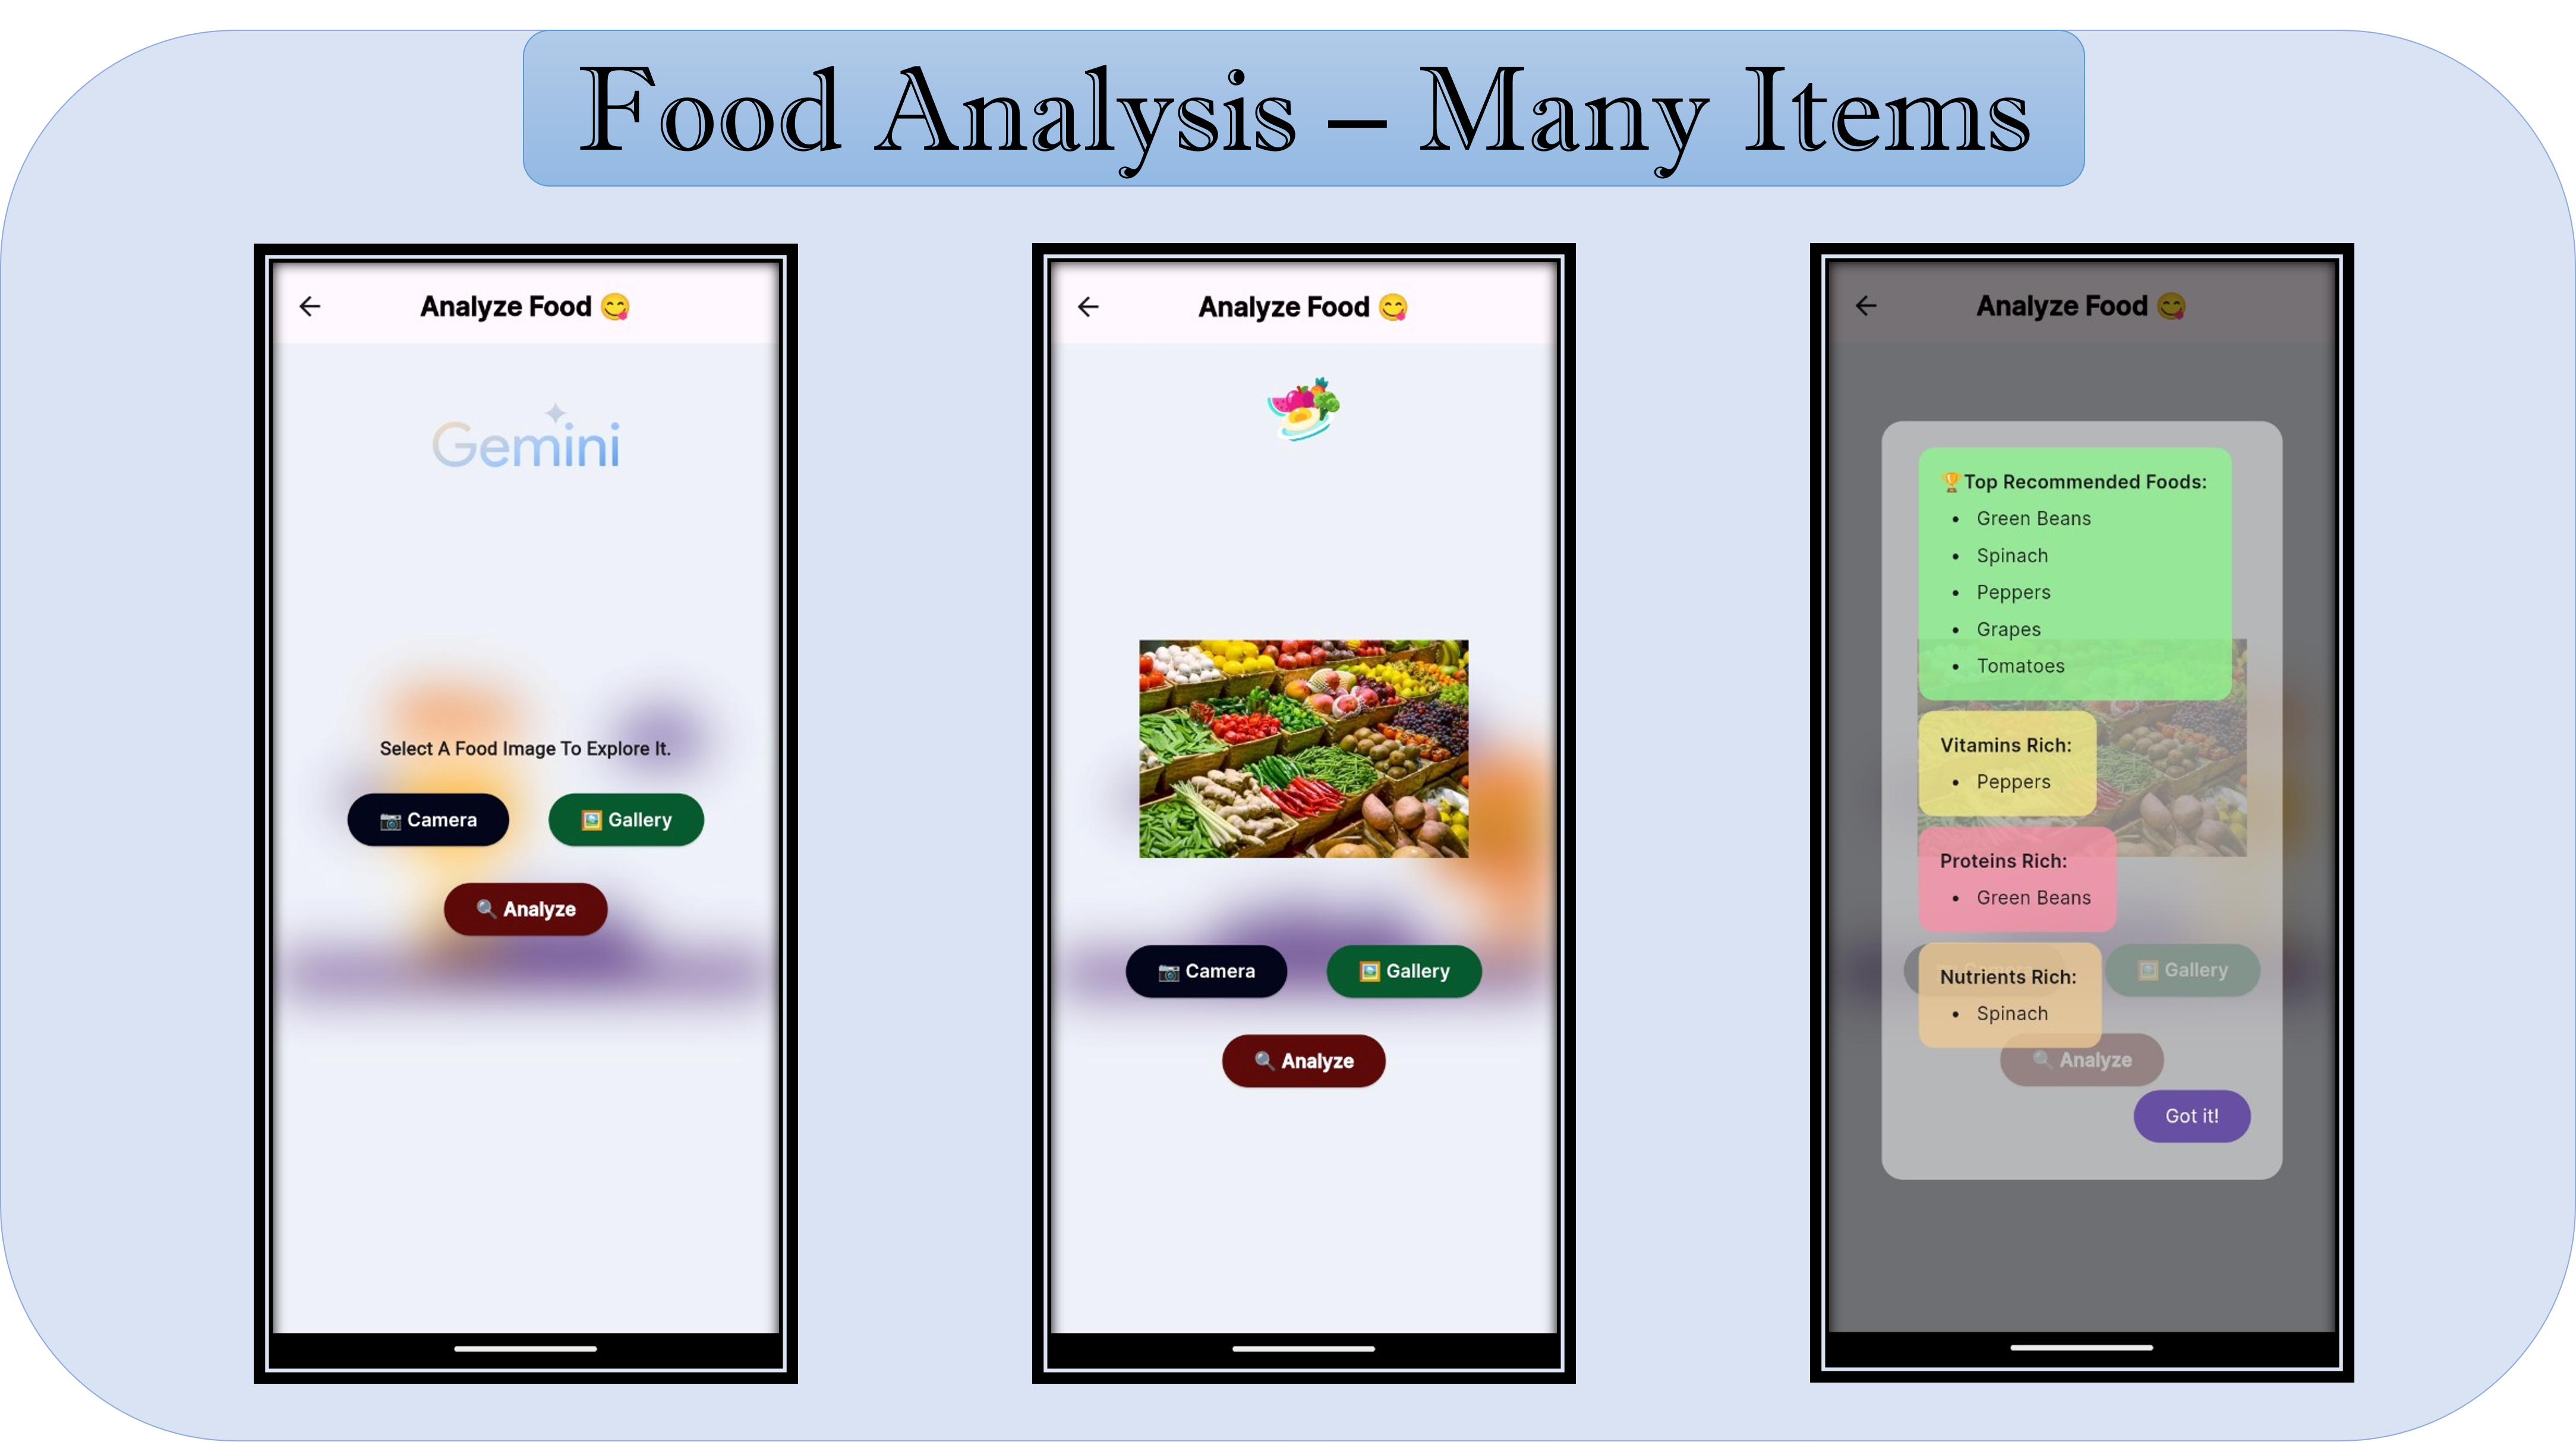 Food Analysis – Many Items
Analyze Food 😋
Gemini
Select A Food Image To Explore It.
📷 Camera
🖼️ Gallery
🔍 Analyze
Analyze Food 😋
📷 Camera
🖼️ Gallery
🔍 Analyze
Analyze Food 😋
🏆Top Recommended Foods:
• Green Beans
• Spinach
• Peppers
• Grapes
• Tomatoes
Vitamins Rich:
• Peppers
Proteins Rich:
• Green Beans
Nutrients Rich:
• Spinach
🖼️ Gallery
🔍 Analyze
Got it!